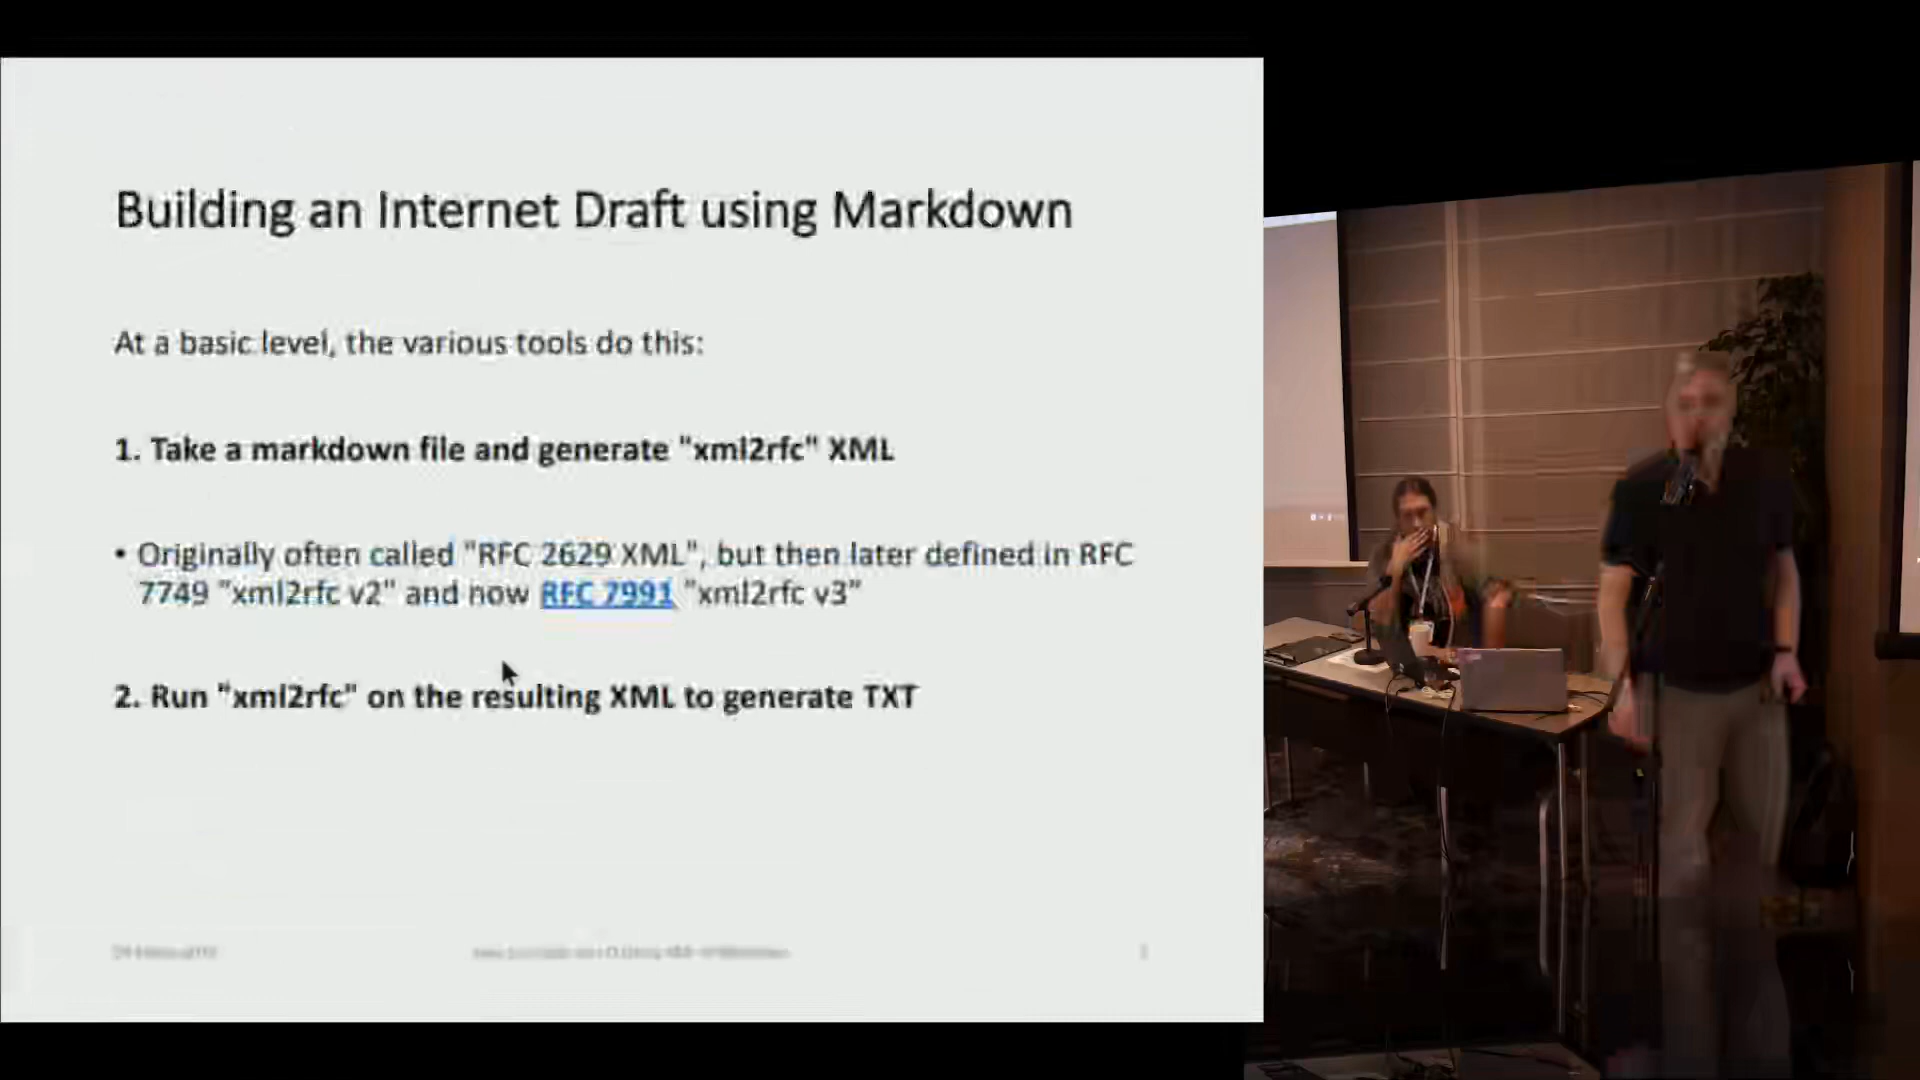 Building an Internet Draft using Markdown
At a basic level, the various tools do this:
1. Take a markdown file and generate "xml2rfc" XML
• Originally often called "RFC 2629 XML", but then later defined in RFC
7749 "xml2rfc v2" and now RFC 7991 "xml2rfc v3"
2. Run "xml2rfc" on the resulting XML to generate TXT